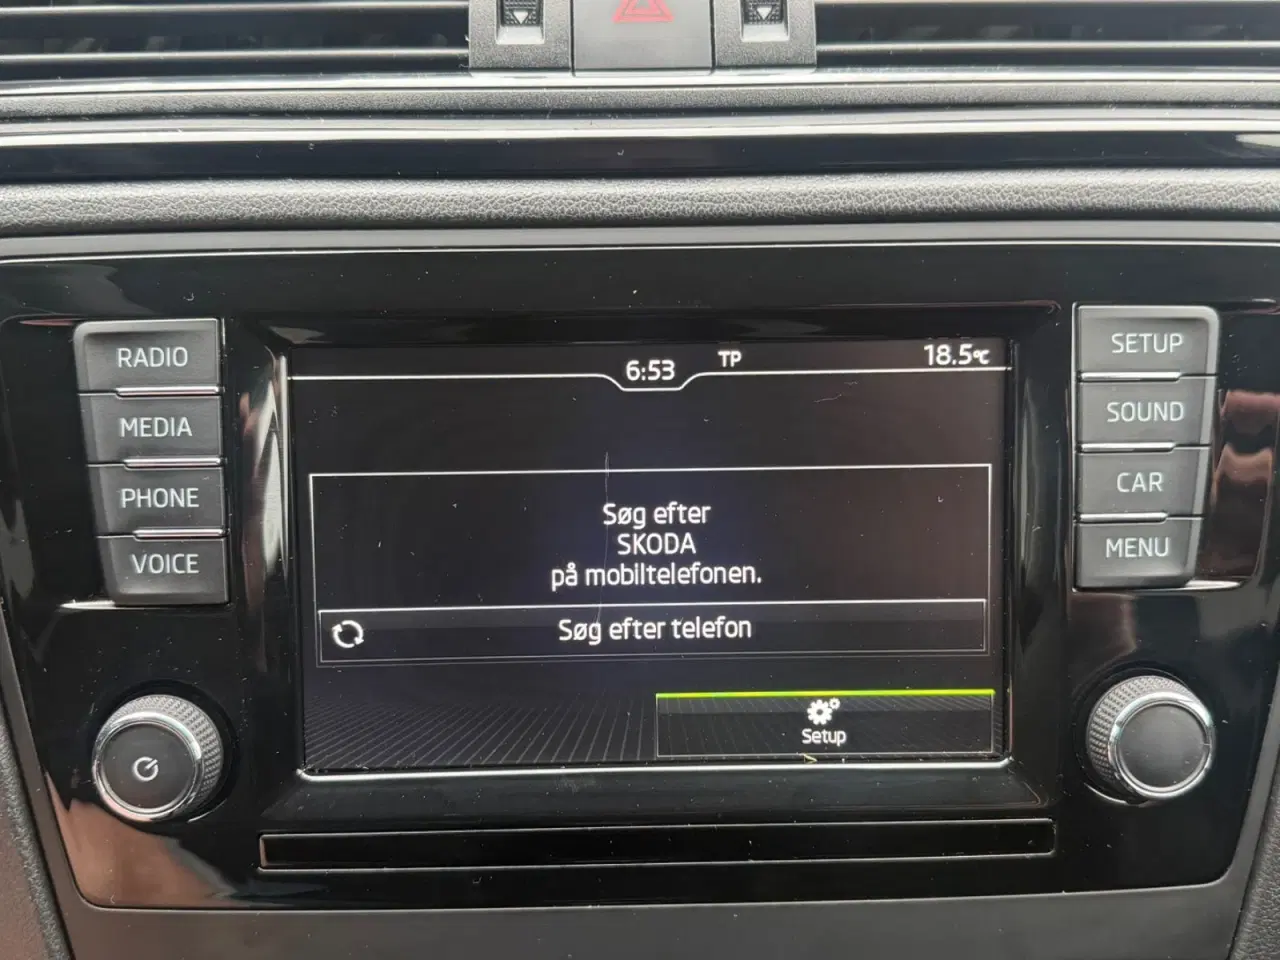 6:53
TP
18.5°C
RADIO
MEDIA
PHONE
VOICE
Søg efter
SKODA
på mobiltelefonen.
Søg efter telefon
Setup
SETUP
SOUND
CAR
MENU